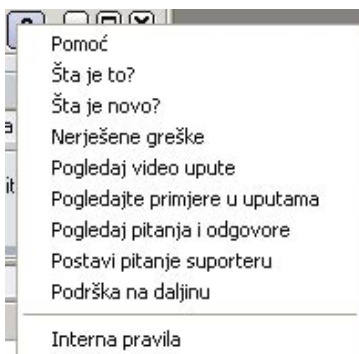 Pomoć
Šta je to?
Šta je novo?
Nerješene greške
Pogledaj video upute
Pogledajte primjere u uputama
Pogledaj pitanja i odgovore
Postavi pitanje suporteru
Podrška na daljinu
Interna pravila